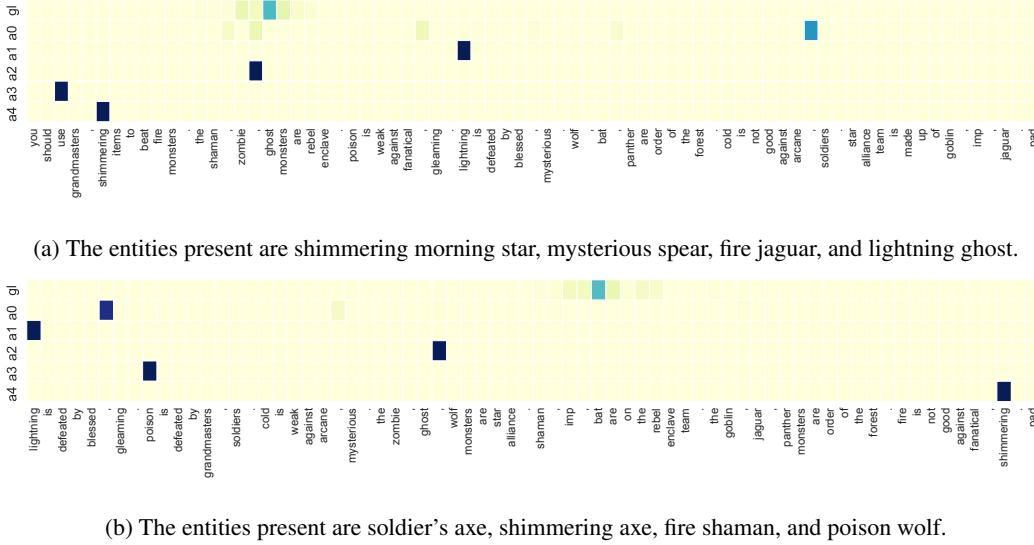 gl
a0
a1
a2
a3
a4
you should use grandmasters , shimmering items to beat fire monsters . the shaman , zombie , ghost monsters are rebel enclave . poison is weak against fanatical , gleaming . lightning is defeated by blessed , mysterious . wolf , bat , panther are order of the forest . cold is not good against arcane , soldiers . star alliance team is made up of goblin , imp , jaguar . pad
(a) The entities present are shimmering morning star, mysterious spear, fire jaguar, and lightning ghost.
gl
a0
a1
a2
a3
a4
lightning is defeated by blessed , gleaming . poison is defeated by grandmasters , soldiers . cold is weak against arcane , mysterious . the zombie , ghost , wolf monsters are star alliance . shaman , imp , bat are on the rebel enclave team . the goblin , jaguar , panther monsters are order of the forest . fire is not good against fanatical , shimmering . pad
(b) The entities present are soldier's axe, shimmering axe, fire shaman, and poison wolf.